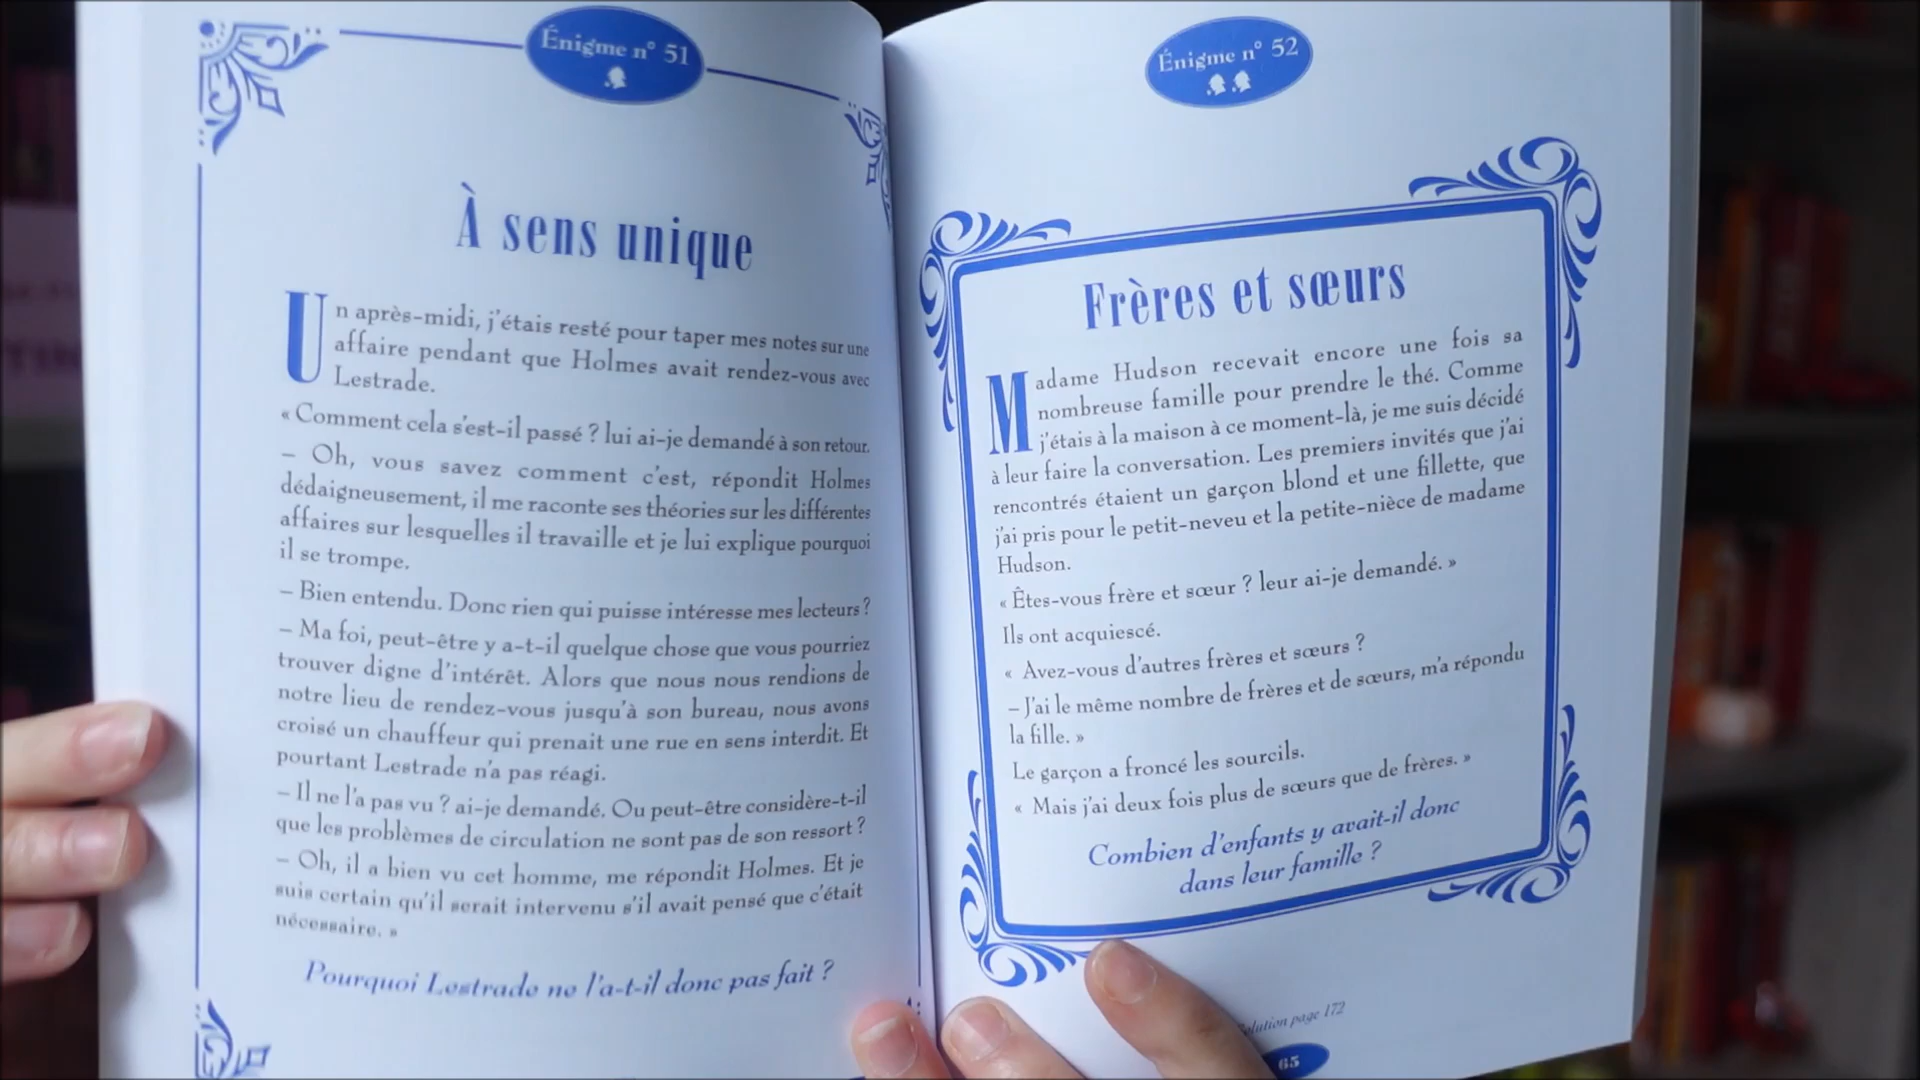 Énigme n° 51
À sens unique
Un après-midi, j'étais resté pour taper mes notes sur une
affaire pendant que Holmes avait rendez-vous avec
Lestrade.
« Comment cela s'est-il passé ? lui ai-je demandé à son retour.
– Oh, vous savez comment c'est, répondit Holmes
dédaigneusement, il me raconte ses théories sur les différentes
affaires sur lesquelles il travaille et je lui explique pourquoi
il se trompe.
– Bien entendu. Donc rien qui puisse intéresse mes lecteurs ?
– Ma foi, peut-être y a-t-il quelque chose que vous pourriez
trouver digne d'intérêt. Alors que nous nous rendions de
notre lieu de rendez-vous jusqu'à son bureau, nous avons
croisé un chauffeur qui prenait une rue en sens interdit. Et
pourtant Lestrade n'a pas réagi.
– Il ne l'a pas vu ? ai-je demandé. Ou peut-être considère-t-il
que les problèmes de circulation ne sont pas de son ressort ?
– Oh, il a bien vu cet homme, me répondit Holmes. Et je
suis certain qu'il serait intervenu s'il avait pensé que c'était
nécessaire. »
Pourquoi Lestrade ne l'a-t-il donc pas fait ?
Énigme n° 52
Frères et sœurs
Madame Hudson recevait encore une fois sa
nombreuse famille pour prendre le thé. Comme
j'étais à la maison à ce moment-là, je me suis décidé
à leur faire la conversation. Les premiers invités que j'ai
rencontrés étaient un garçon blond et une fillette, que
j'ai pris pour le petit-neveu et la petite-nièce de madame
Hudson.
« Êtes-vous frère et sœur ? leur ai-je demandé. »
Ils ont acquiescé.
« Avez-vous d'autres frères et sœurs ?
– J'ai le même nombre de frères et de sœurs, m'a répondu
la fille. »
Le garçon a froncé les sourcils.
« Mais j'ai deux fois plus de sœurs que de frères. »
Combien d'enfants y avait-il donc
dans leur famille ?
Solution page 172
65